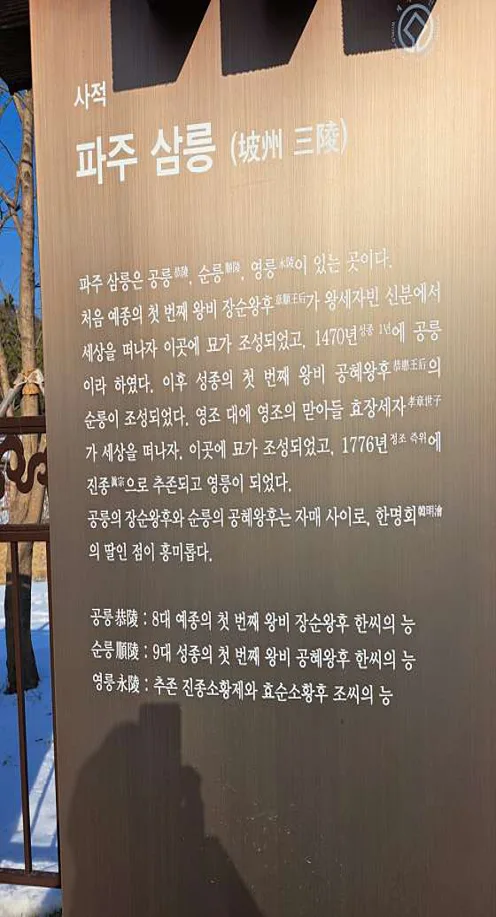 사적
파주 삼릉 (坡州 三陵)
파주 삼릉은 공릉恭陵, 순릉順陵, 영릉永陵이 있는 곳이다.
처음 예종의 첫 번째 왕비 장순왕후章順王后가 왕세자빈 신분에서
세상을 떠나자 이곳에 묘가 조성되었고, 1470년성종 1년에 공릉
이라 하였다. 이후 성종의 첫 번째 왕비 공혜왕후恭惠王后의
순릉이 조성되었다. 영조 대에 영조의 맏아들 효장세자孝章世子
가 세상을 떠나자, 이곳에 묘가 조성되었고, 1776년정조 즉위에
진종眞宗으로 추존되고 영릉이 되었다.
공릉의 장순왕후와 순릉의 공혜왕후는 자매 사이로, 한명회韓明澮
의 딸인 점이 흥미롭다.
공릉恭陵 : 8대 예종의 첫 번째 왕비 장순왕후 한씨의 능
순릉順陵 : 9대 성종의 첫 번째 왕비 공혜왕후 한씨의 능
영릉永陵 : 추존 진종소황제와 효순소황후 조씨의 능